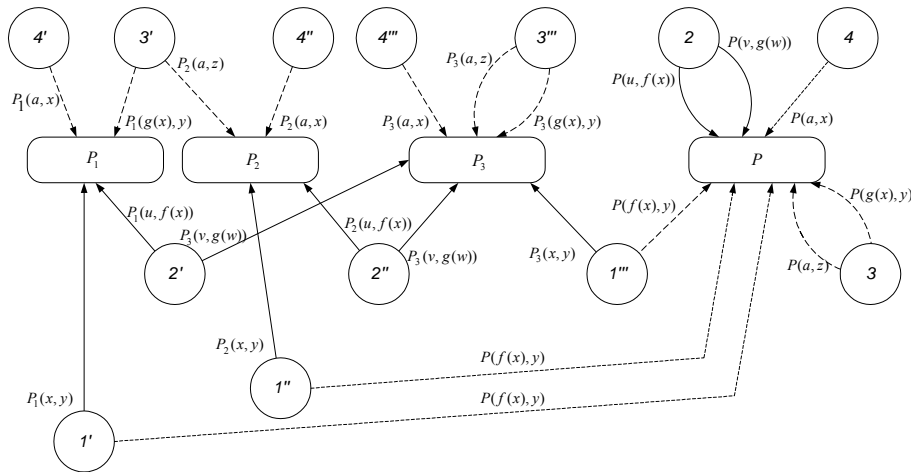 4' 3' 4'' 4''' 3''' 2 4
P(v, g(w))
P₂(a, z) P₃(a, z)
P(u, f(x))
P₁(a, x) P₁(g(x), y) P₂(a, x) P₃(a, x) P₃(g(x), y) P(a, x)
P₁ P₂ P₃ P
P(g(x), y)
P(f(x), y)
P₁(u, f(x)) P₂(u, f(x))
P₃(v, g(w)) P₃(v, g(w)) P₃(x, y)
P(a, z)
2' 2'' 1''' 3
P₂(x, y) P(f(x), y)
1''
P₁(x, y) P(f(x), y)
1'